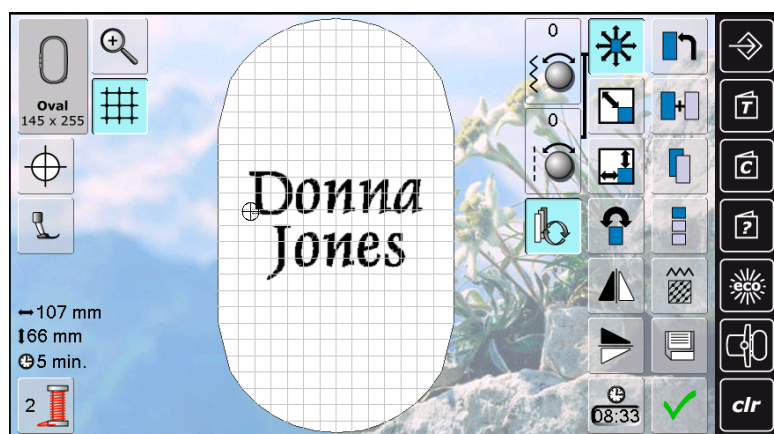 Oval
145 x 255
0
0
T
C
?
eco
Donna
Jones
107 mm
66 mm
5 min.
2
08:33
clr